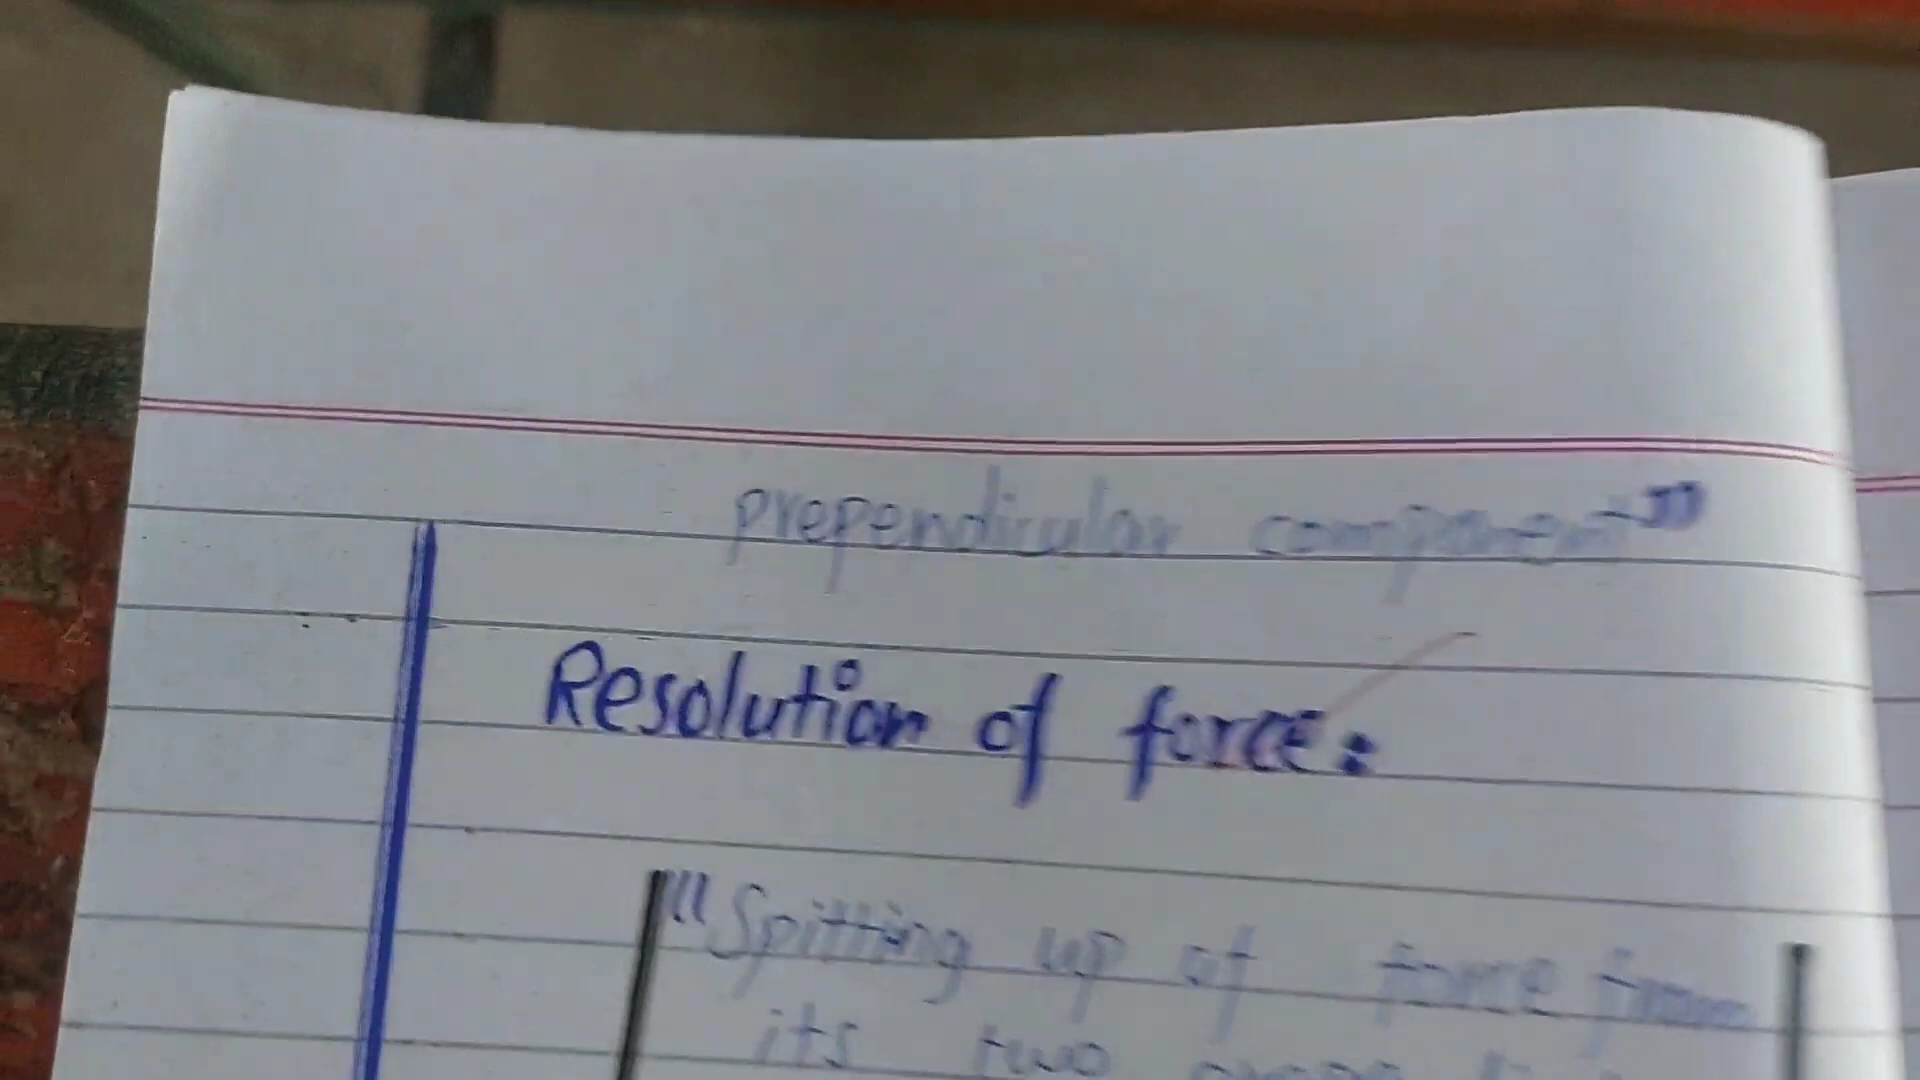 prependicular component"
Resolution of force:
"Spitting up of force from
its two